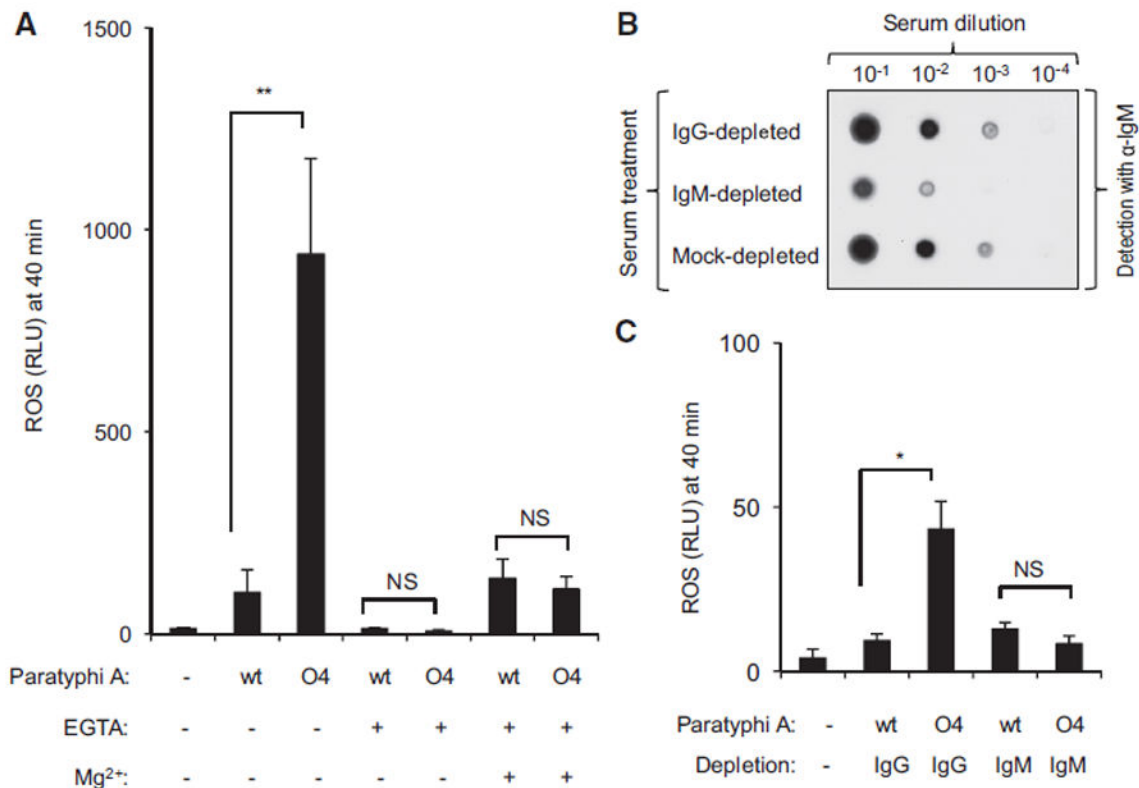 A
1500
1000
500
0
ROS (RLU) at 40 min
**
NS
NS
Paratyphi A: - wt O4 wt O4 wt O4
EGTA: - - - + + + +
Mg2+: - - - - - + +
B
Serum dilution
10-1 10-2 10-3 10-4
Serum treatment
IgG-depleted
IgM-depleted
Mock-depleted
Detection with α-IgM
C
100
50
0
ROS (RLU) at 40 min
*
NS
Paratyphi A: - wt O4 wt O4
Depletion: - IgG IgG IgM IgM